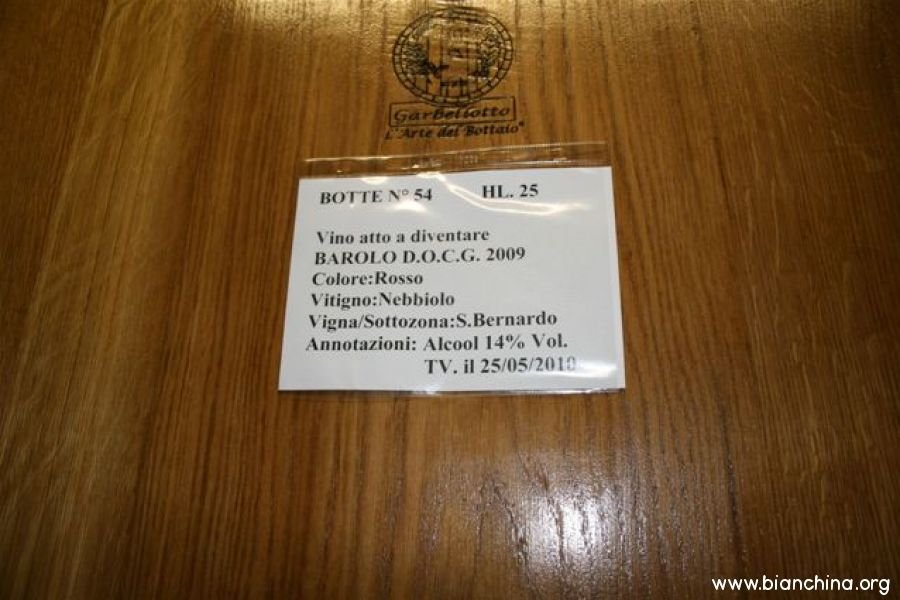 Garbellotto
L'Arte del Bottaio®
BOTTE N° 54 HL. 25
Vino atto a diventare
BAROLO D.O.C.G. 2009
Colore:Rosso
Vitigno:Nebbiolo
Vigna/Sottozona:S.Bernardo
Annotazioni: Alcool 14% Vol.
TV. il 25/05/2010
www.bianchina.org